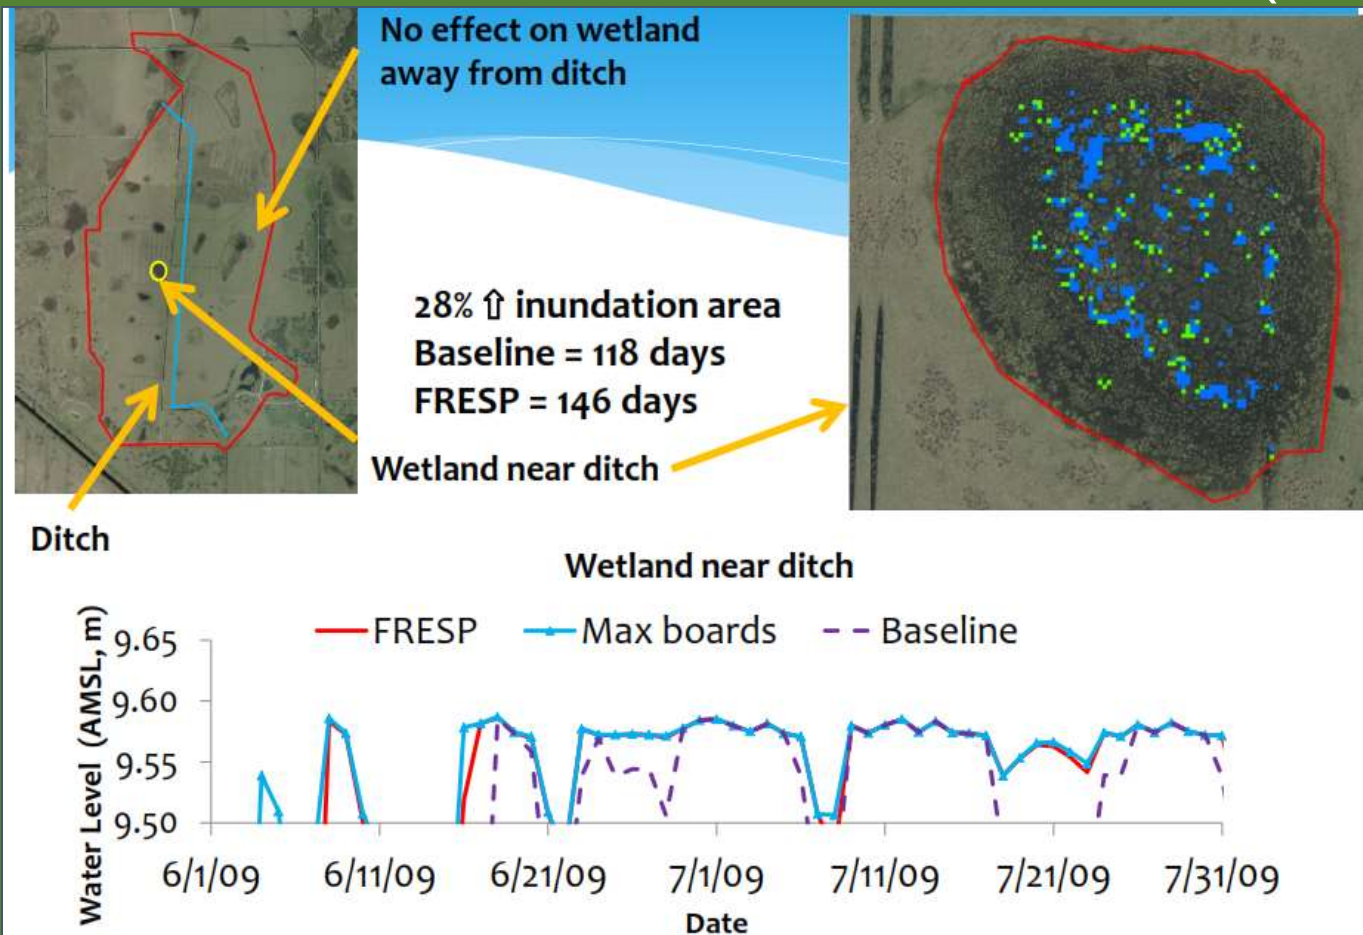 No effect on wetland
away from ditch
28% ⇧ inundation area
Baseline = 118 days
FRESP = 146 days
Wetland near ditch
Ditch
Wetland near ditch
FRESP
Max boards
Baseline
Water Level (AMSL, m)
9.65
9.60
9.55
9.50
6/1/09 6/11/09 6/21/09 7/1/09 7/11/09 7/21/09 7/31/09
Date